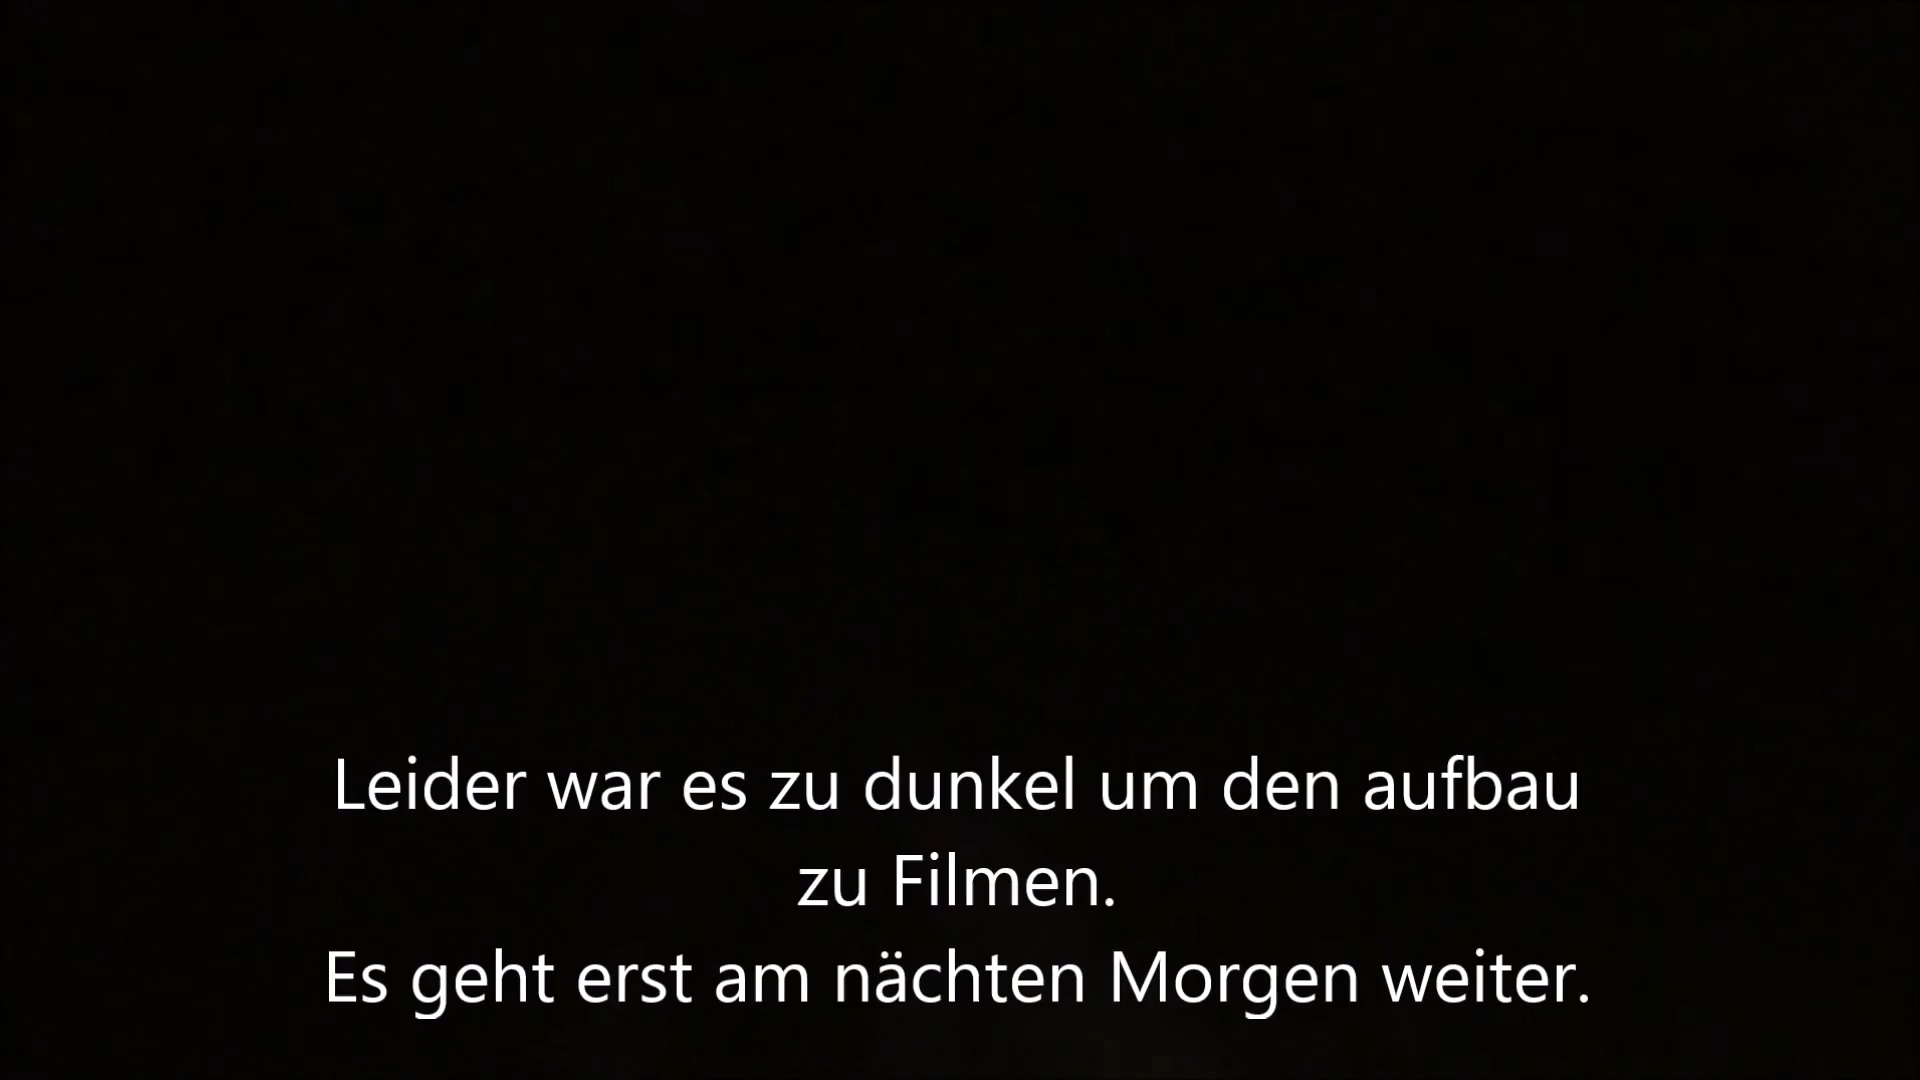 Leider war es zu dunkel um den aufbau
zu Filmen.
Es geht erst am nächten Morgen weiter.